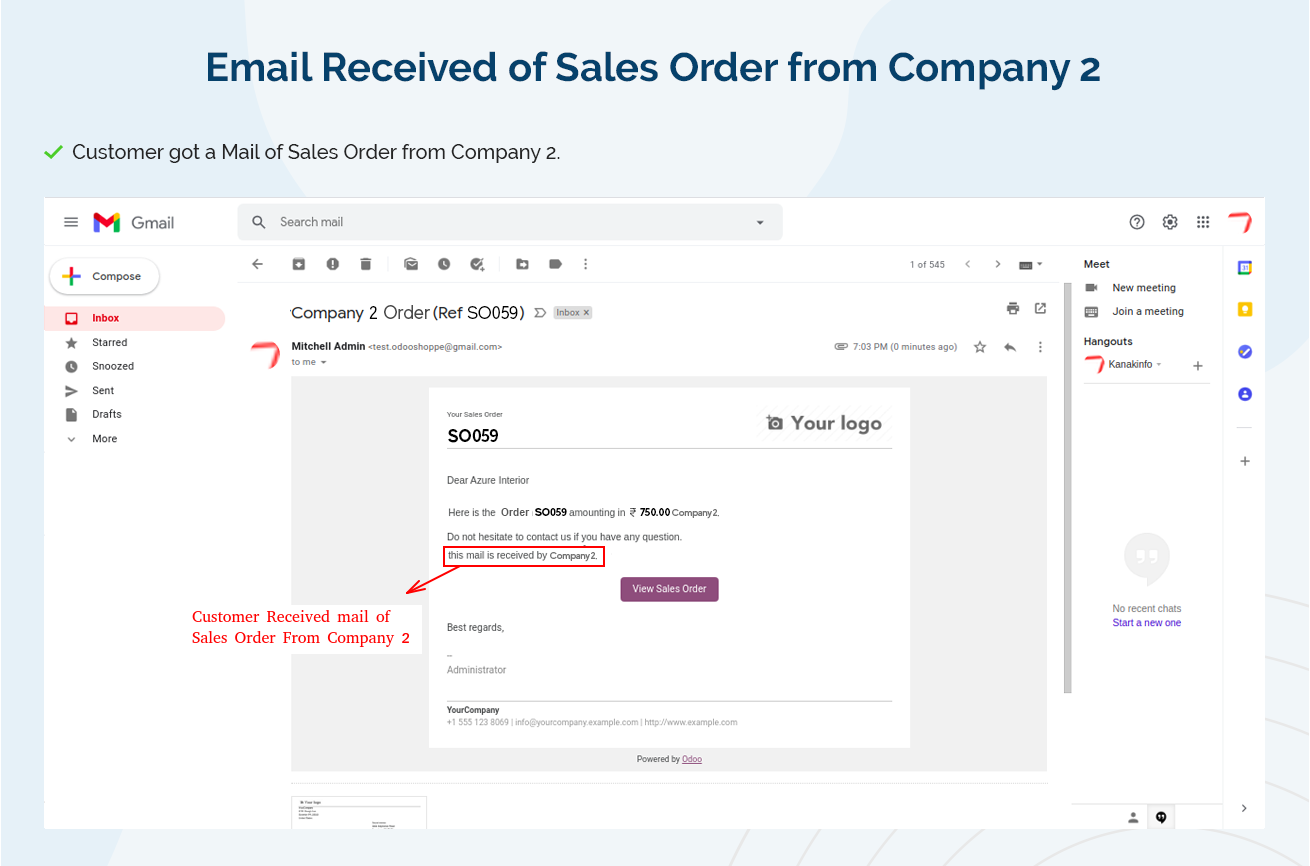 Email Received of Sales Order from Company 2
Customer got a Mail of Sales Order from Company 2.
Gmail
Search mail
Compose
1 of 545
Inbox
Starred
Snoozed
Sent
Drafts
More
Company 2 Order (Ref SO059)
Inbox ×
Mitchell Admin <test.odooshoppe@gmail.com>
7:03 PM (0 minutes ago)
to me
Your Sales Order
SO059
Your logo
Dear Azure Interior
Here is the Order SO059 amounting in ₹ 750.00 Company2.
Do not hesitate to contact us if you have any question.
this mail is received by Company2.
View Sales Order
Customer Received mail of
Sales Order From Company 2
Best regards,
--
Administrator
YourCompany
+1 555 123 8069 | info@yourcompany.example.com | http://www.example.com
Powered by Odoo
Your logo
Meet
New meeting
Join a meeting
Hangouts
Kanakinfo
No recent chats
Start a new one
31